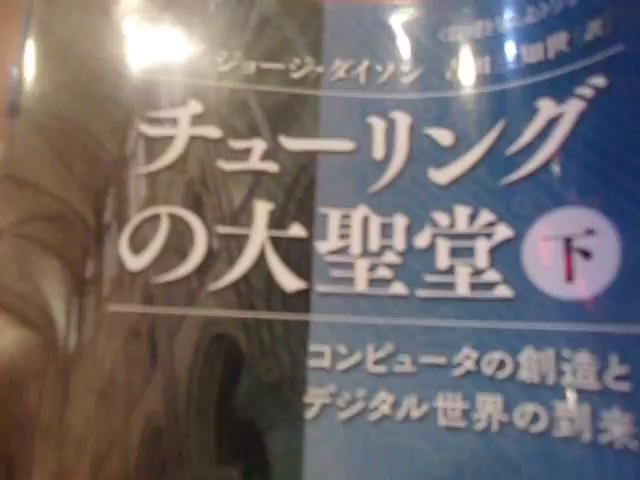 ジョージ・ダイソン
チューリング
の大聖堂 下
コンピュータの創造と
デジタル世界の到来